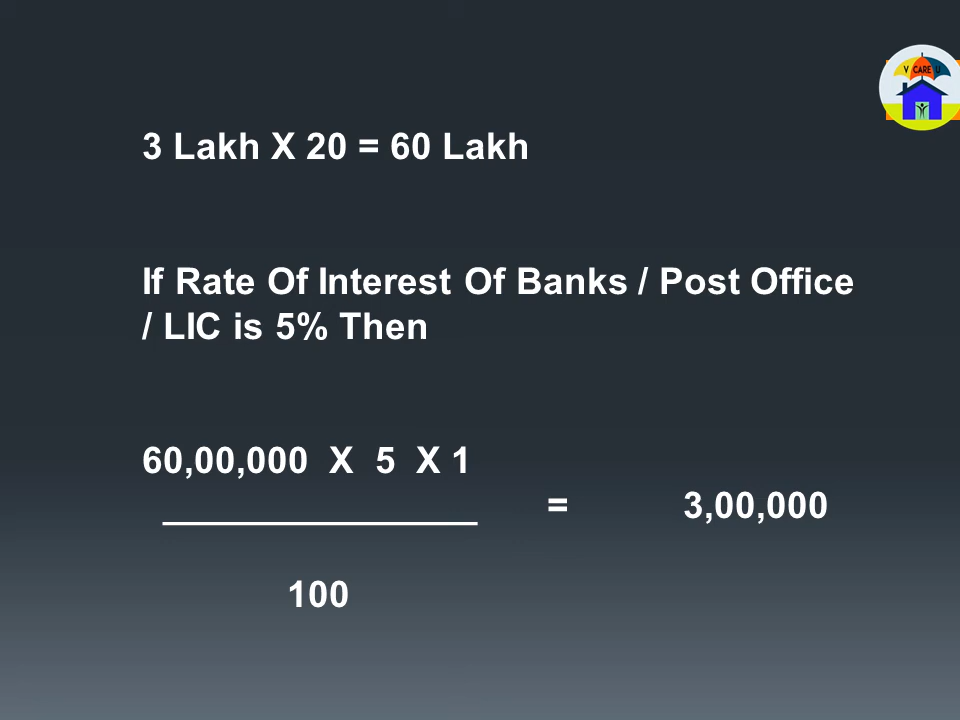 V CARE U
3 Lakh X 20 = 60 Lakh
If Rate Of Interest Of Banks / Post Office
/ LIC is 5% Then
60,00,000 X 5 X 1
_______________ = 3,00,000
100